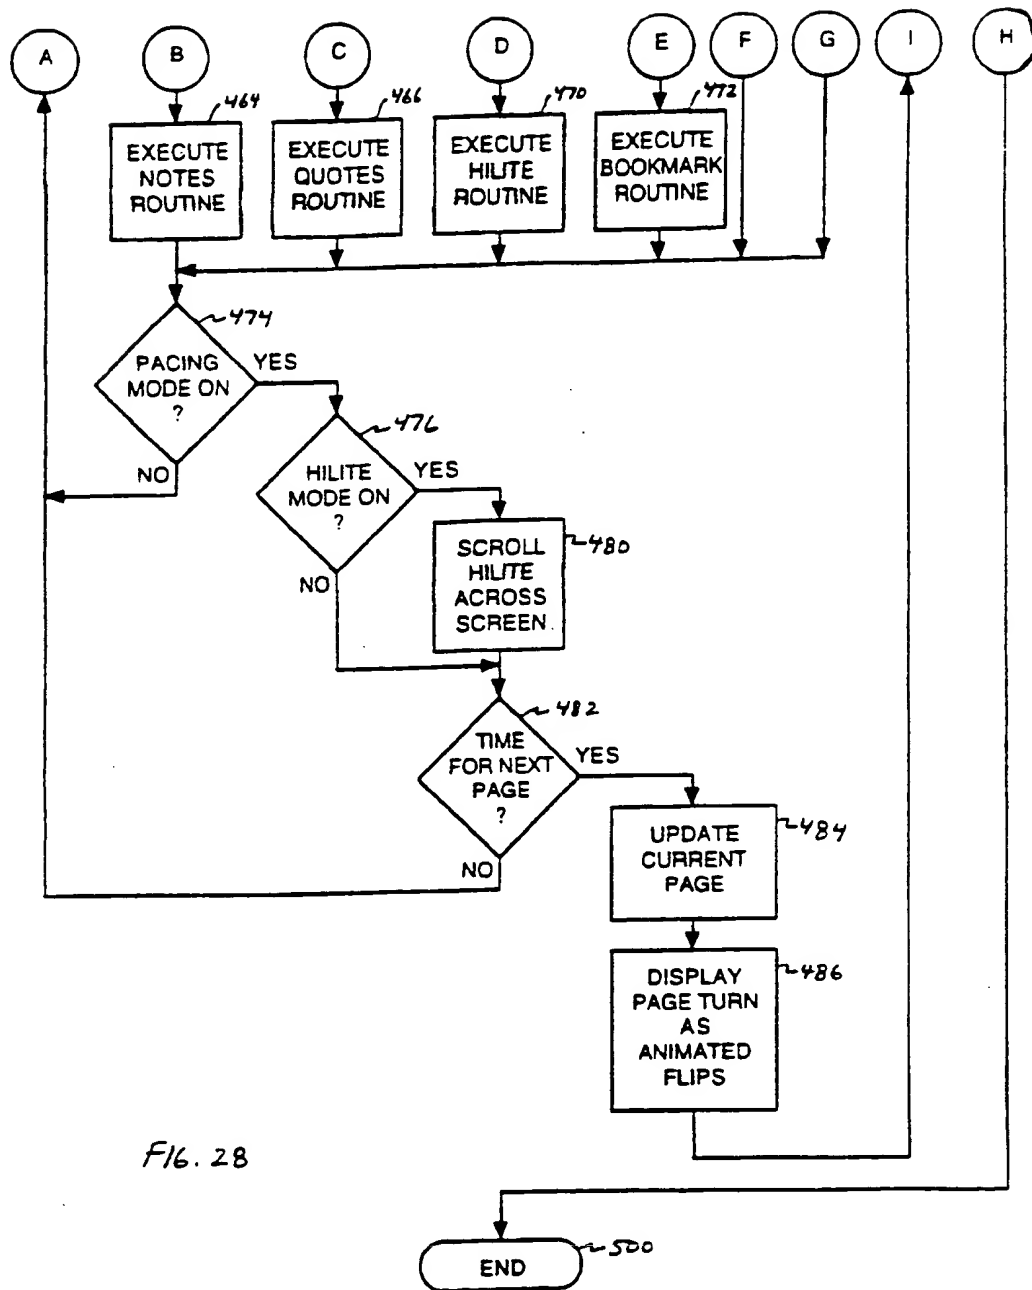 A
B
C
D
E
F
G
I
H
464
466
470
472
EXECUTE
NOTES
ROUTINE
EXECUTE
QUOTES
ROUTINE
EXECUTE
HILITE
ROUTINE
EXECUTE
BOOKMARK
ROUTINE
474
PACING
MODE ON
?
YES
NO
476
HILITE
MODE ON
?
YES
NO
480
SCROLL
HILITE
ACROSS
SCREEN
482
TIME
FOR NEXT
PAGE
?
YES
NO
484
UPDATE
CURRENT
PAGE
486
DISPLAY
PAGE TURN
AS
ANIMATED
FLIPS
FIG. 28
500
END